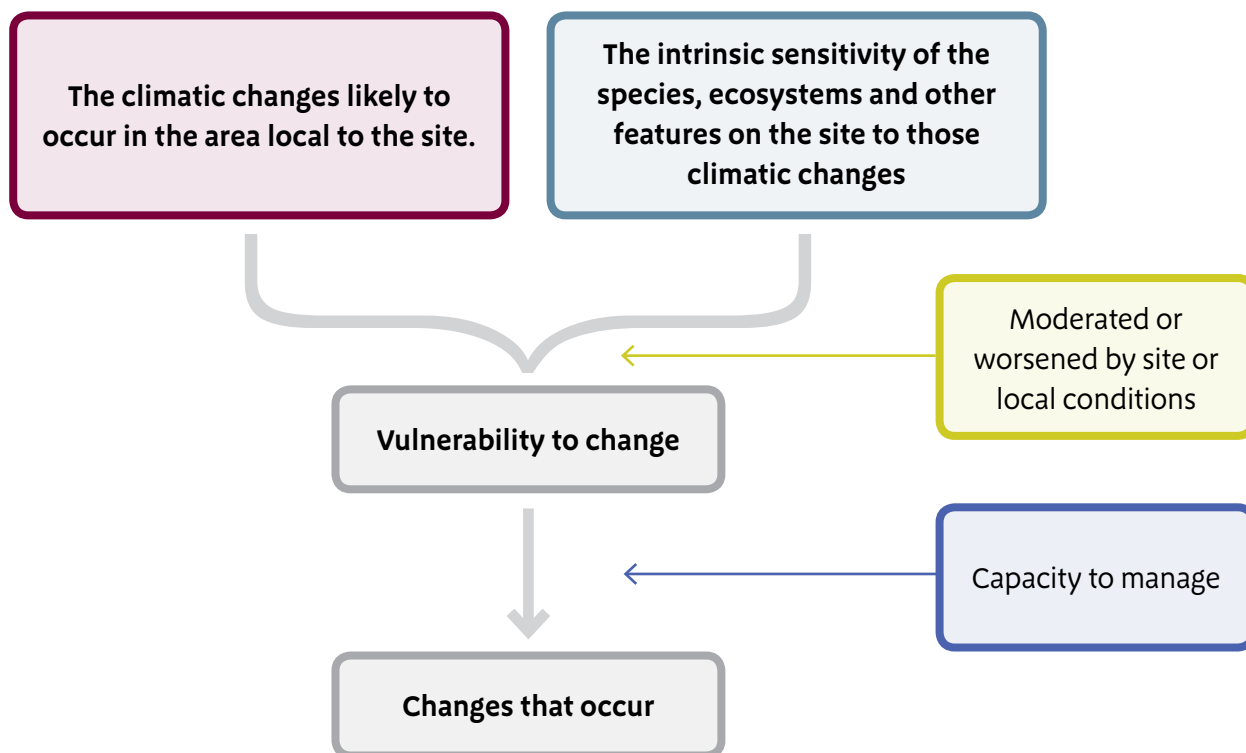 The climatic changes likely to
occur in the area local to the site.
The intrinsic sensitivity of the
species, ecosystems and other
features on the site to those
climatic changes
Moderated or
worsened by site or
local conditions
Vulnerability to change
Capacity to manage
Changes that occur